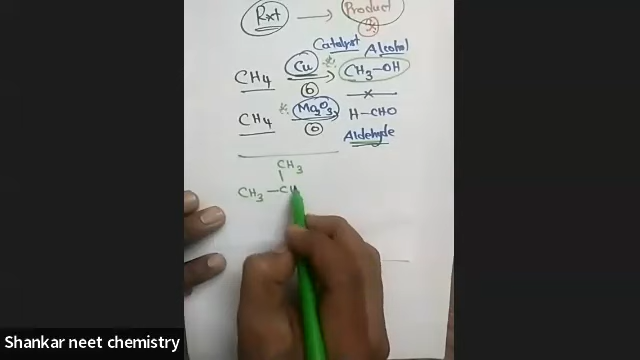 Rxt → Product
Catalyst Alcohol
CH4 Cu CH3-OH
(O)
CH4 Mo2O3 H-CHO
(O)
Aldehyde
CH3
CH3-C
Shankar neet chemistry